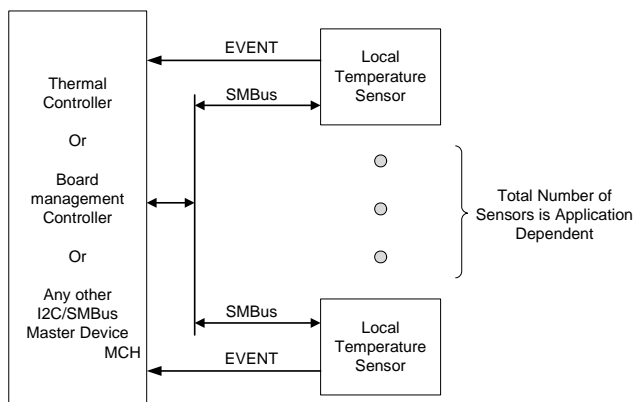 Thermal
Controller
Or
Board
management
Controller
Or
Any other
I2C/SMBus
Master Device
MCH
EVENT
SMBus
Local
Temperature
Sensor
Total Number of
Sensors is Application
Dependent
SMBus
EVENT
Local
Temperature
Sensor